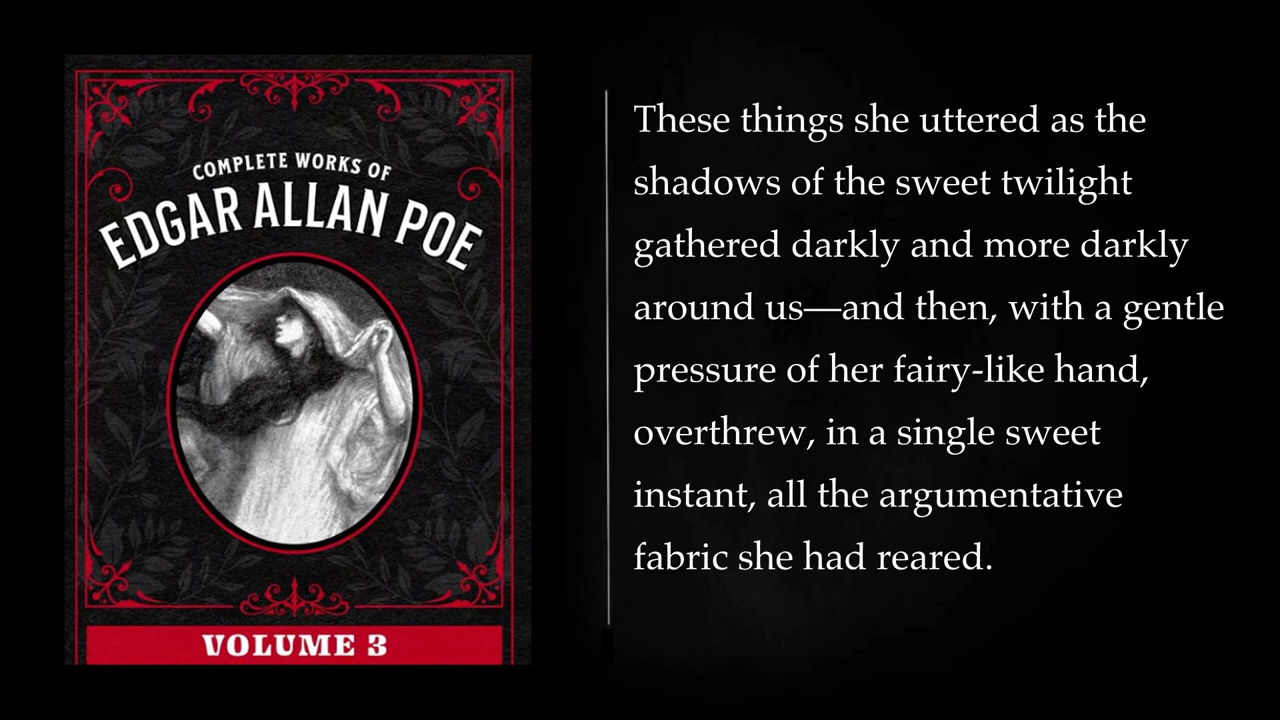 COMPLETE WORKS OF
EDGAR ALLAN POE
VOLUME 3
These things she uttered as the
shadows of the sweet twilight
gathered darkly and more darkly
around us—and then, with a gentle
pressure of her fairy-like hand,
overthrew, in a single sweet
instant, all the argumentative
fabric she had reared.